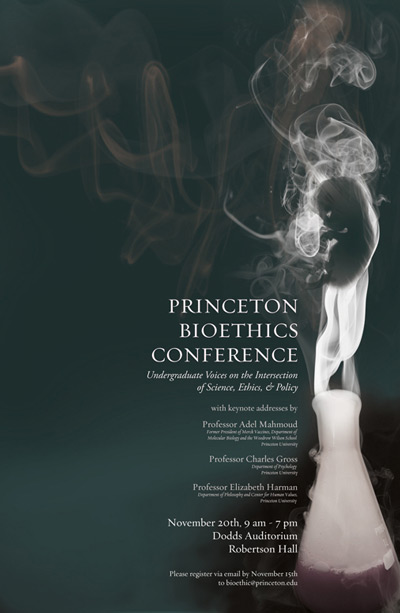 PRINCETON
BIOETHICS
CONFERENCE
Undergraduate Voices on the Intersection
of Science, Ethics, & Policy
with keynote addresses by
Professor Adel Mahmoud
Former President of Merck Vaccines, Department of
Molecular Biology and the Woodrow Wilson School
Princeton University
Professor Charles Gross
Department of Psychology
Princeton University
Professor Elizabeth Harman
Department of Philosophy and Center for Human Values,
Princeton University
November 20th, 9 am - 7 pm
Dodds Auditorium
Robertson Hall
Please register via email by November 15th
to bioethic@princeton.edu